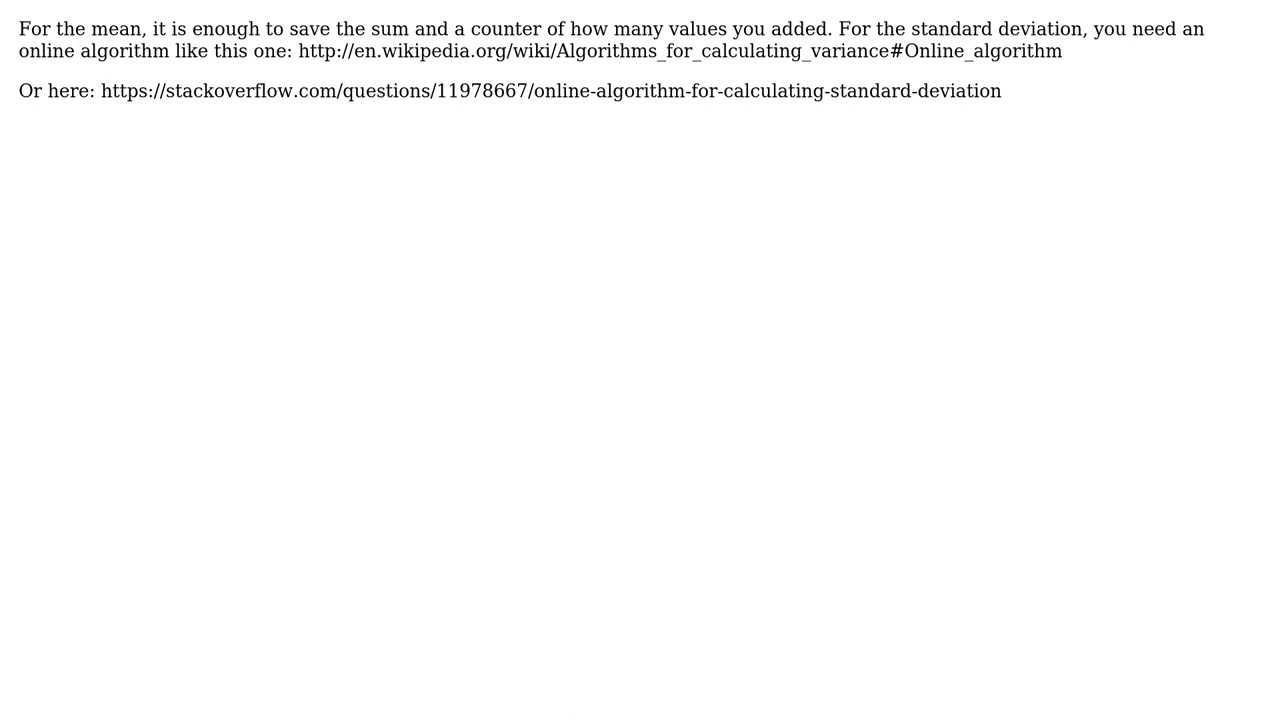 For the mean, it is enough to save the sum and a counter of how many values you added. For the standard deviation, you need an
online algorithm like this one: http://en.wikipedia.org/wiki/Algorithms_for_calculating_variance#Online_algorithm
Or here: https://stackoverflow.com/questions/11978667/online-algorithm-for-calculating-standard-deviation